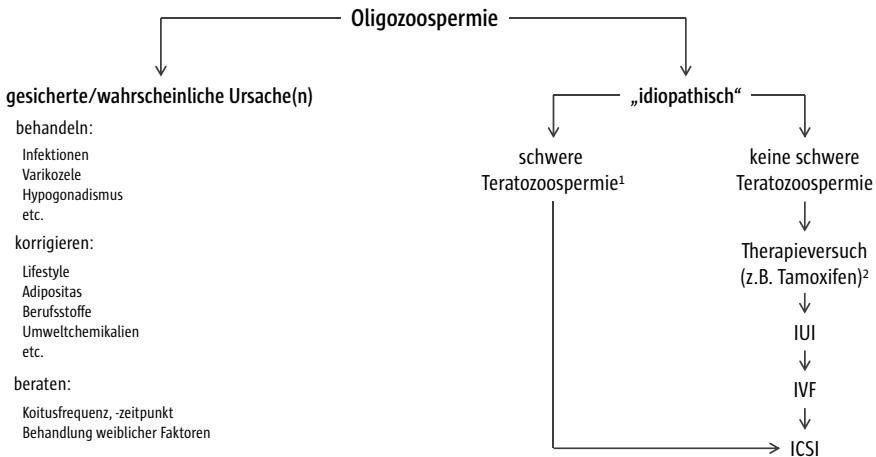 Oligozoospermie
gesicherte/wahrscheinliche Ursache(n)
behandeln:
Infektionen
Varikozele
Hypogonadismus
etc.
korrigieren:
Lifestyle
Adipositas
Berufsstoffe
Umweltchemikalien
etc.
beraten:
Koitusfrequenz, -zeitpunkt
Behandlung weiblicher Faktoren
„idiopathisch“
schwere
Teratozoospermie¹
keine schwere
Teratozoospermie
Therapieversuch
(z.B. Tamoxifen)²
IUI
IVF
ICSI